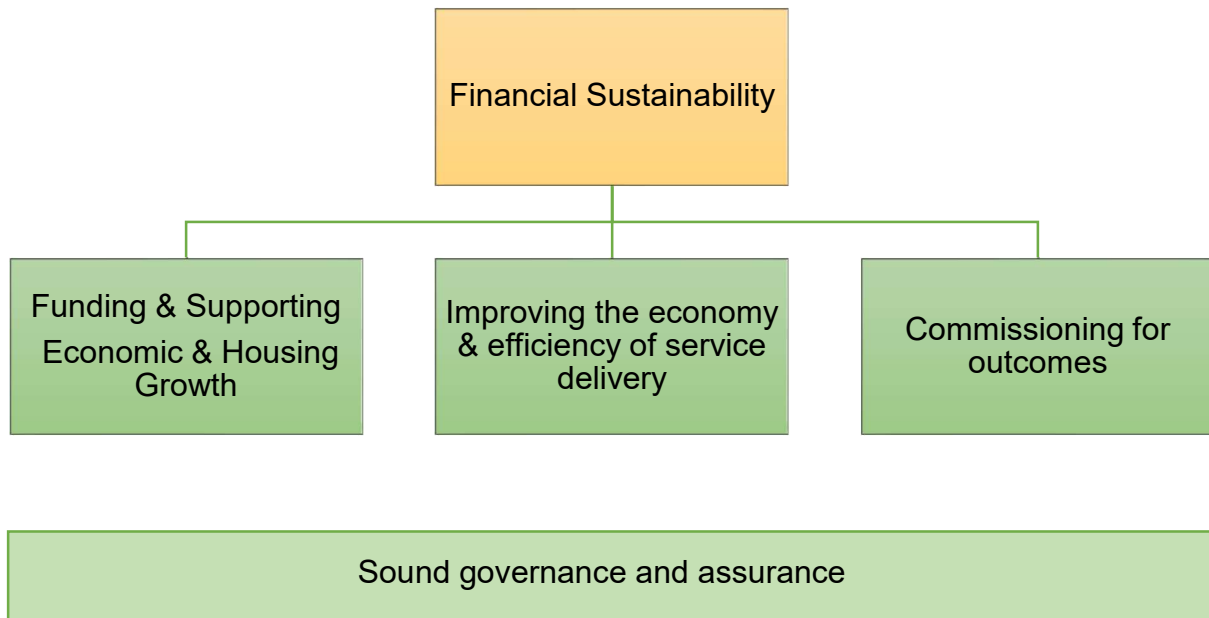 Financial Sustainability
Funding & Supporting
Economic & Housing
Growth
Improving the economy
& efficiency of service
delivery
Commissioning for
outcomes
Sound governance and assurance